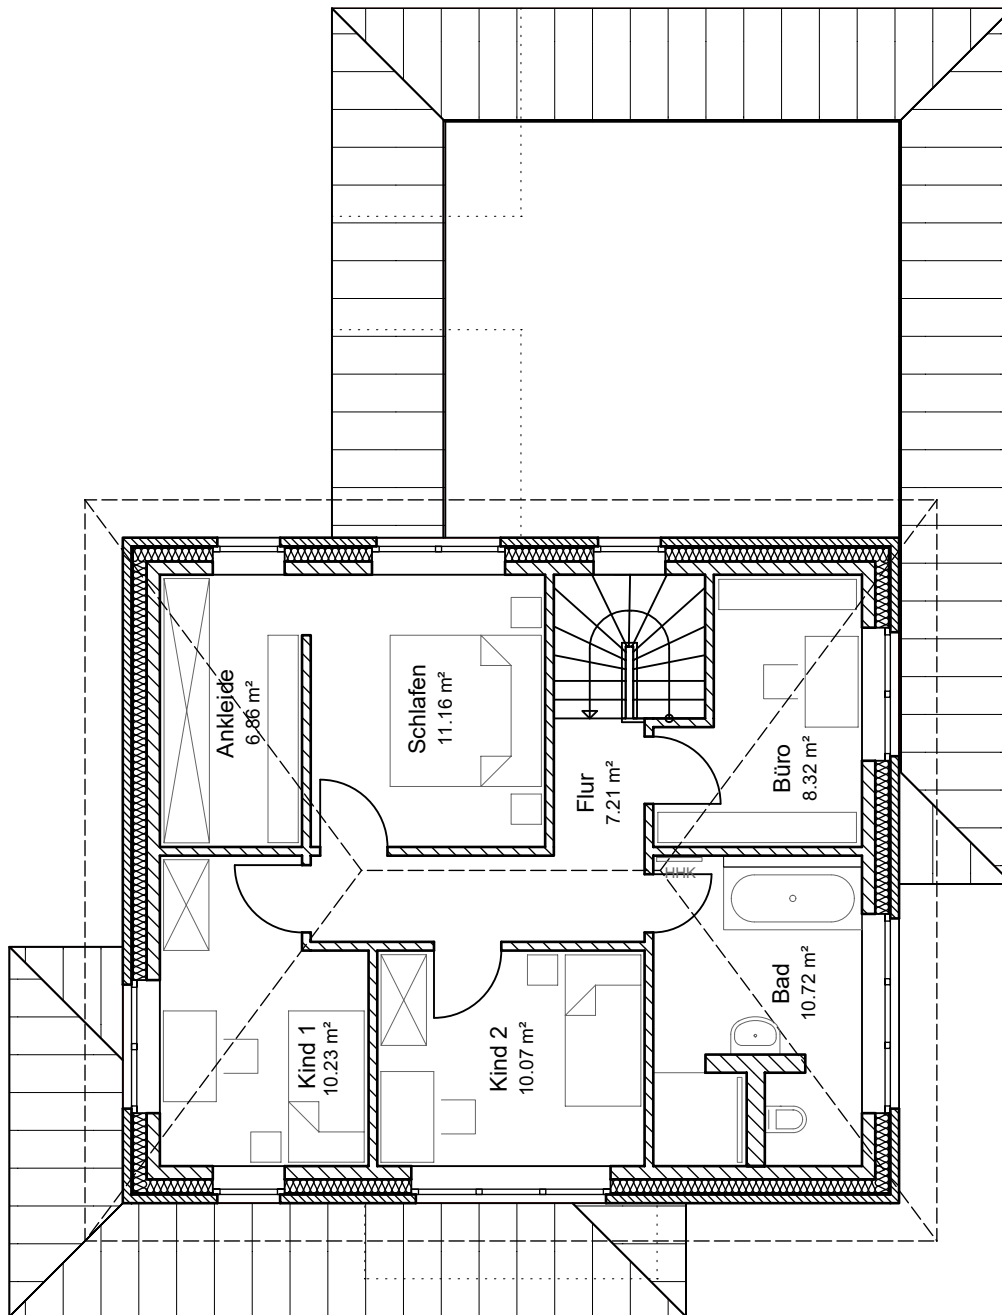 Ankleide
6.86 m²
Schlafen
11.16 m²
Flur
7.21 m²
Büro
8.32 m²
HHK
Kind 1
10.23 m²
Kind 2
10.07 m²
Bad
10.72 m²